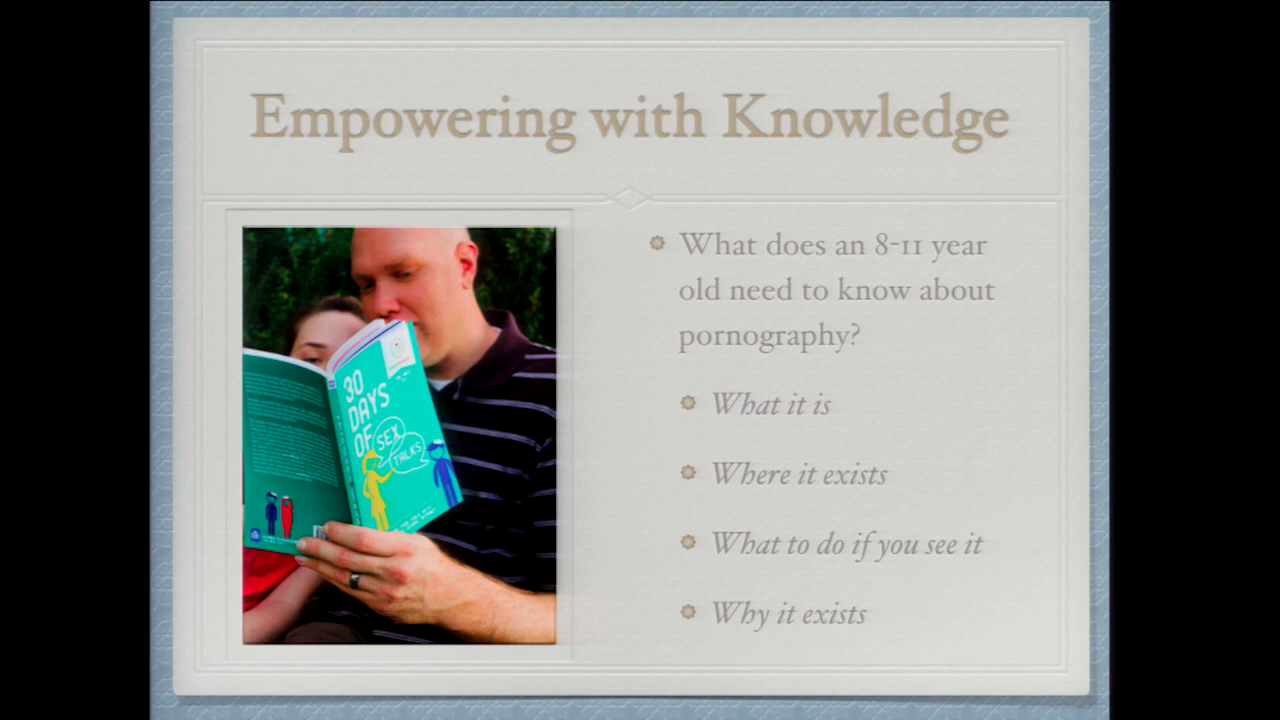 Empowering with Knowledge
What does an 8-11 year
old need to know about
pornography?
What it is
Where it exists
What to do if you see it
Why it exists
30
DAYS
OF
SEX
TALKS